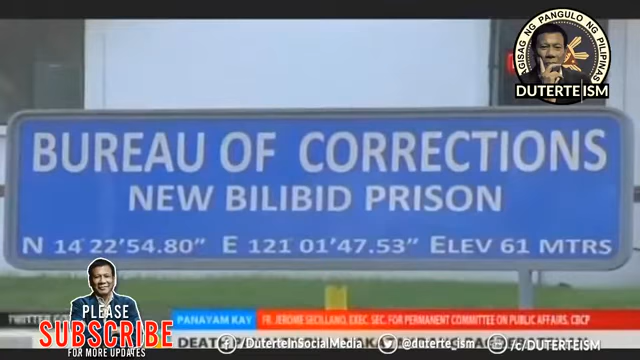 AGISAG NG PANGULO NG PILIPINAS
DUTERTE ISM
BUREAU OF CORRECTIONS
NEW BILIBID PRISON
N 14 22'54.80" E 121 01'47.53" ELEV 61 MTRS
PLEASE
SUBSCRIBE
FOR MORE UPDATES
PANAYAM KAY
FR. JEROME SECILLANO, EXEC. SEC. FOR PERMANENT COMMITTEE ON PUBLIC AFFAIRS, CBCP
DEATH
/DuterteInSocialMedia
@duterte_ism
/c/DUTERTEISM